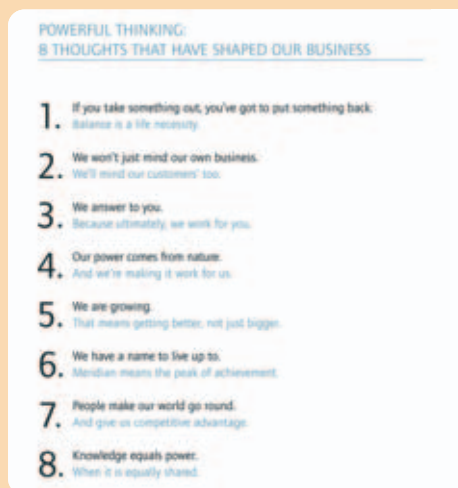 POWERFUL THINKING:
8 THOUGHTS THAT HAVE SHAPED OUR BUSINESS
1. If you take something out, you've got to put something back.
Balance is a life necessity.
2. We won't just mind our own business.
We'll mind our customers' too.
3. We answer to you.
Because ultimately, we work for you.
4. Our power comes from nature.
And we're making it work for us.
5. We are growing.
That means getting better, not just bigger.
6. We have a name to live up to.
Meridian means the peak of achievement.
7. People make our world go round.
And give us competitive advantage.
8. Knowledge equals power.
When it is equally shared.